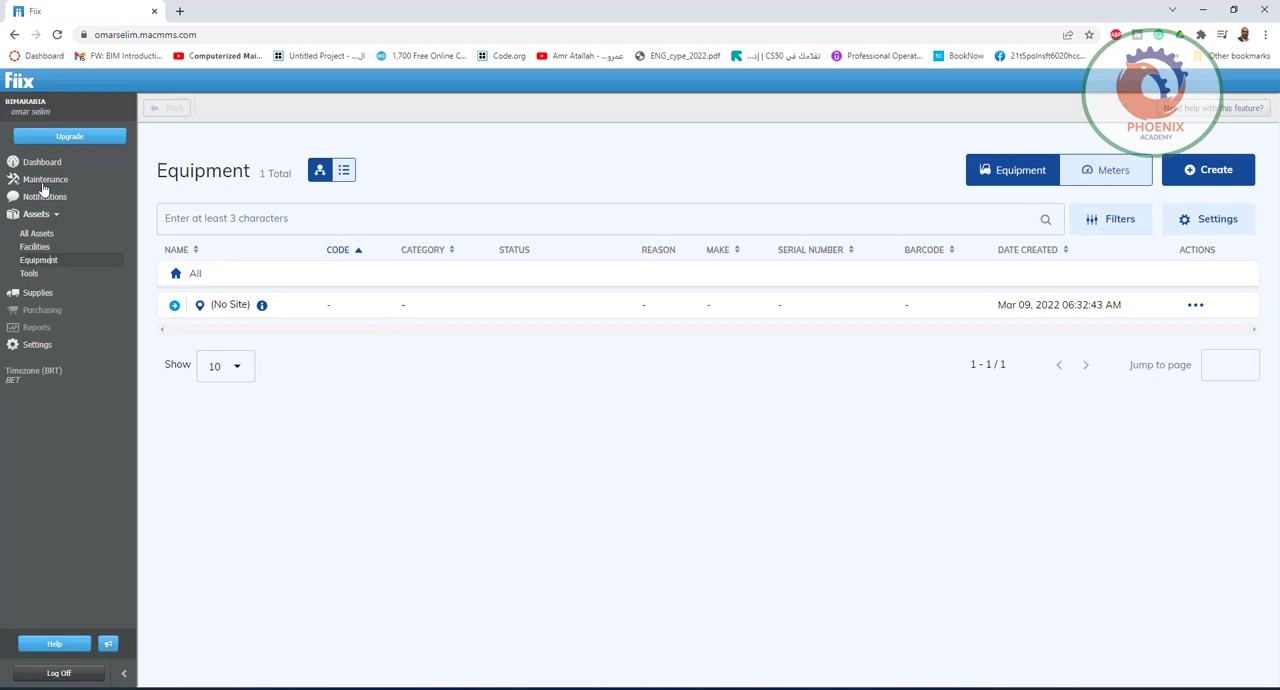 Fiix
omarselim.macmms.com
Dashboard
FW: BIM Introducti...
Computerized Mai...
Untitled Project - ...ال
1,700 Free Online C...
Code.org
Amr Atallah - عمرو...
ENG_cype_2022.pdf
تقدّمك في CS50 | إد...
Professional Operat...
BookNow
21tSpoInsft6020hcc...
Other bookmarks
fiix
BIMARABIA
omar selim
Back
Need help with this feature?
PHOENIX
ACADEMY
Upgrade
Dashboard
Maintenance
Notifications
Assets
All Assets
Facilities
Equipment
Tools
Supplies
Purchasing
Reports
Settings
Timezone (BRT)
BET
Help
Log Off
Equipment 1 Total
Equipment
Meters
Create
Enter at least 3 characters
Filters
Settings
NAME CODE CATEGORY STATUS REASON MAKE SERIAL NUMBER BARCODE DATE CREATED ACTIONS
All
(No Site) - - - - - - Mar 09, 2022 06:32:43 AM
Show 10
1 - 1 / 1
Jump to page